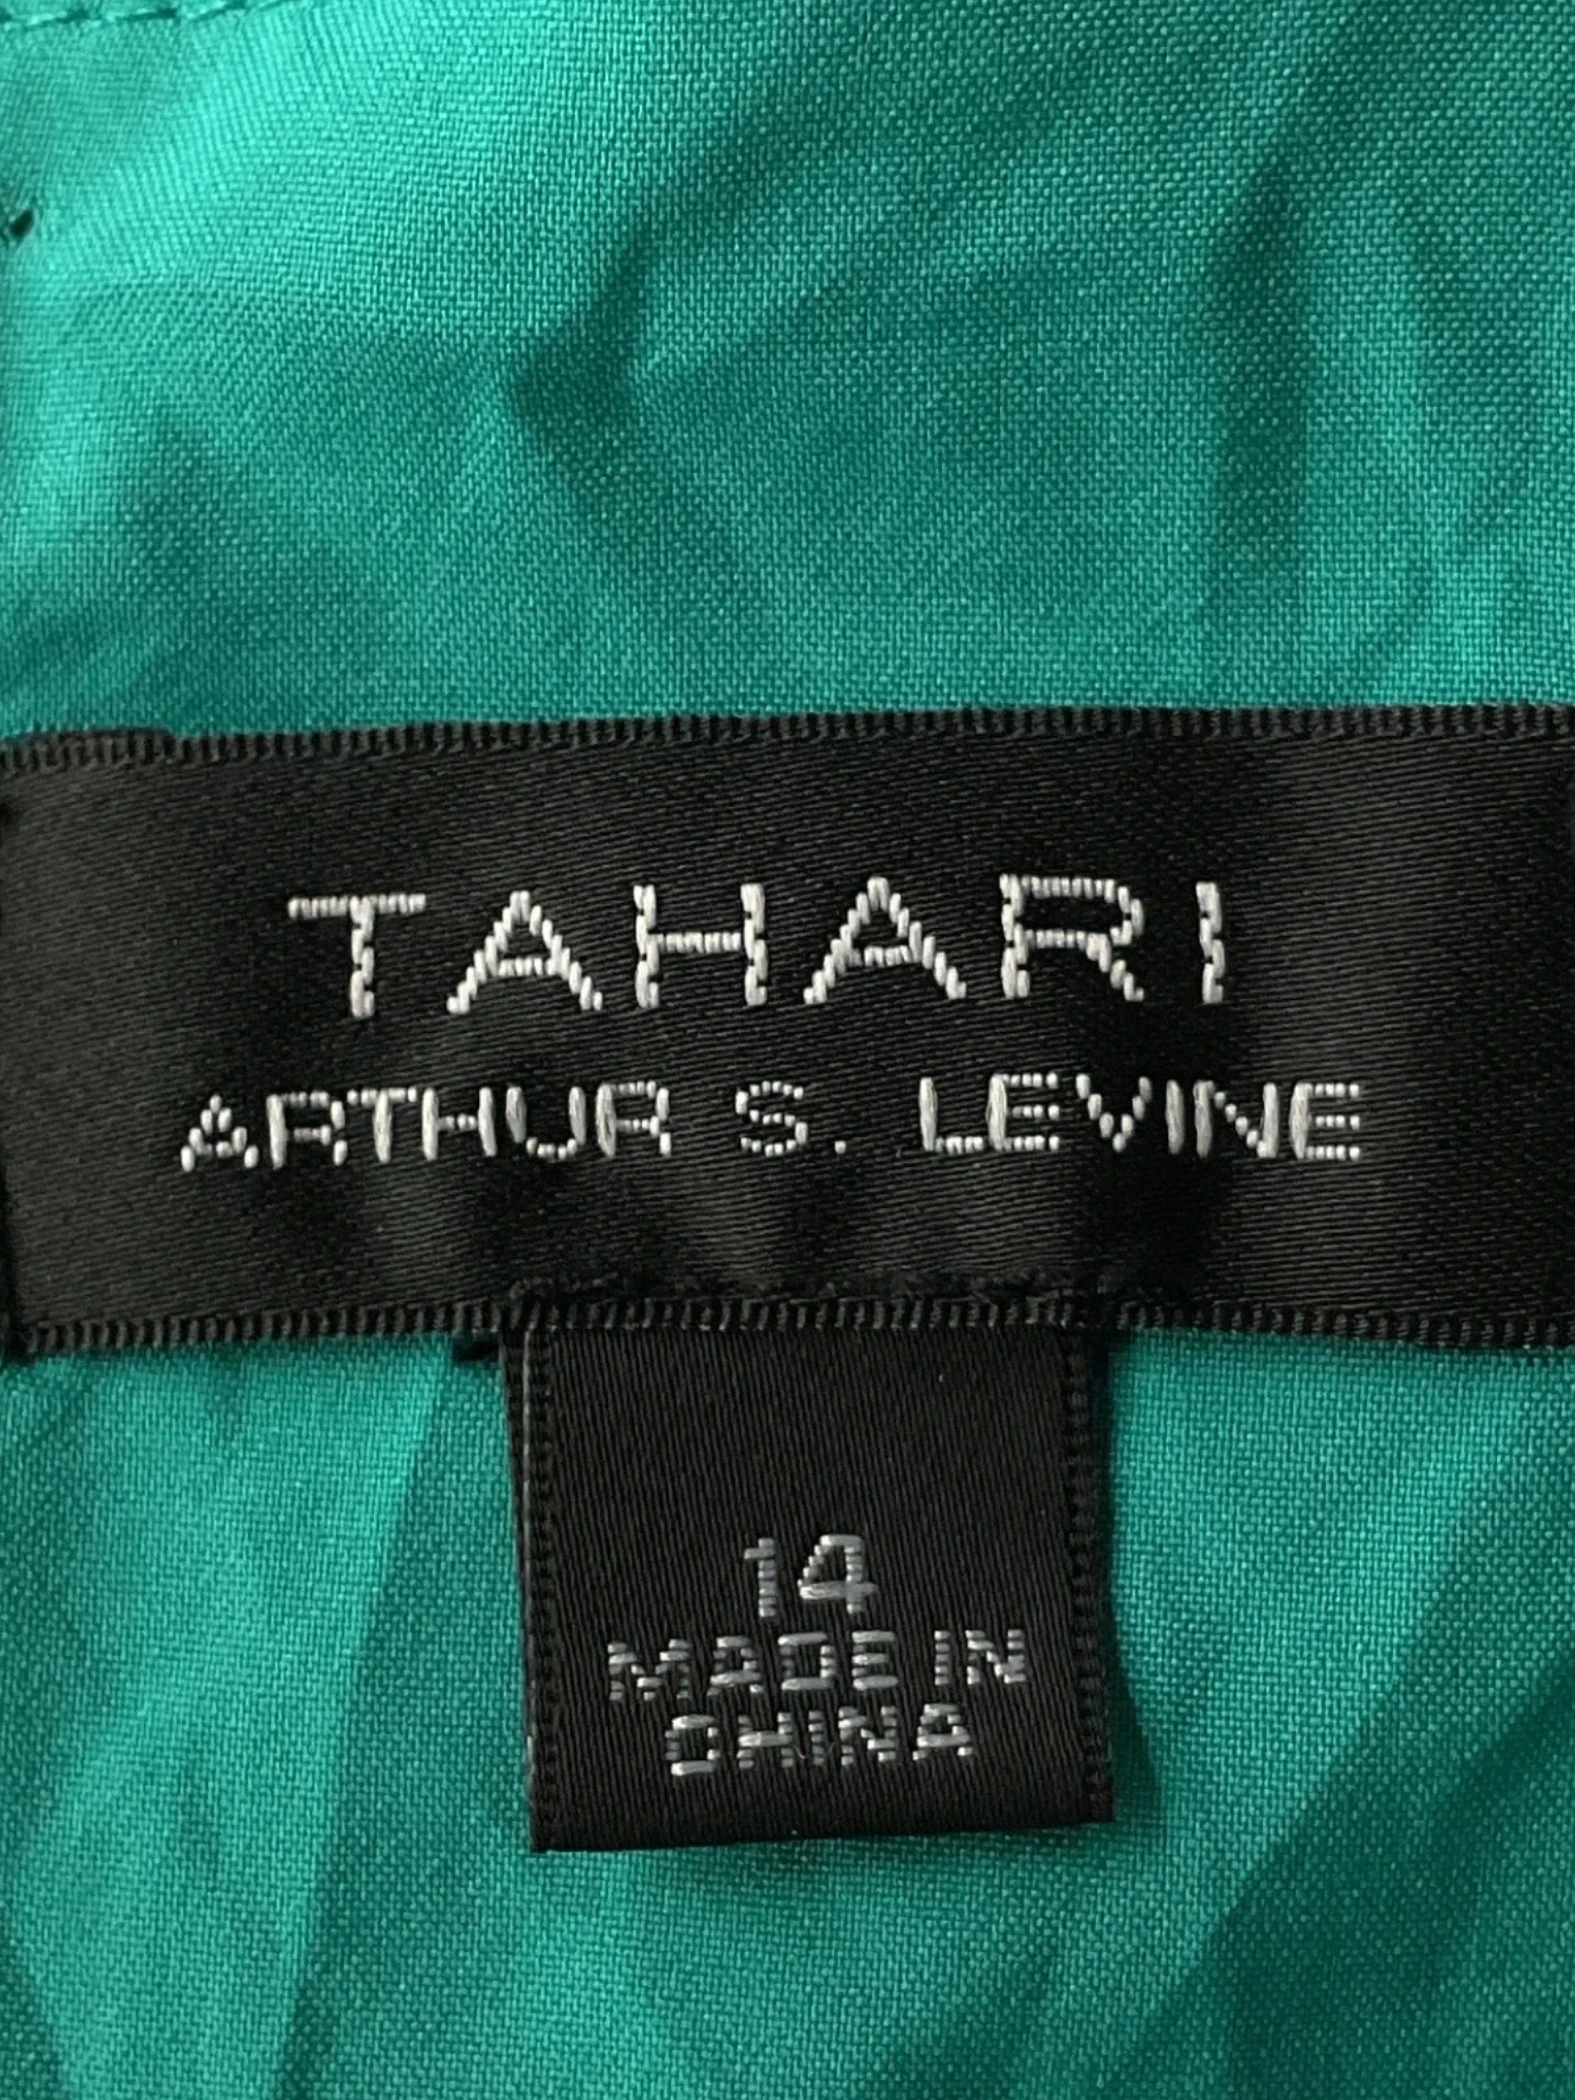 TAHARI
ARTHUR S. LEVINE
14
MADE IN
CHINA